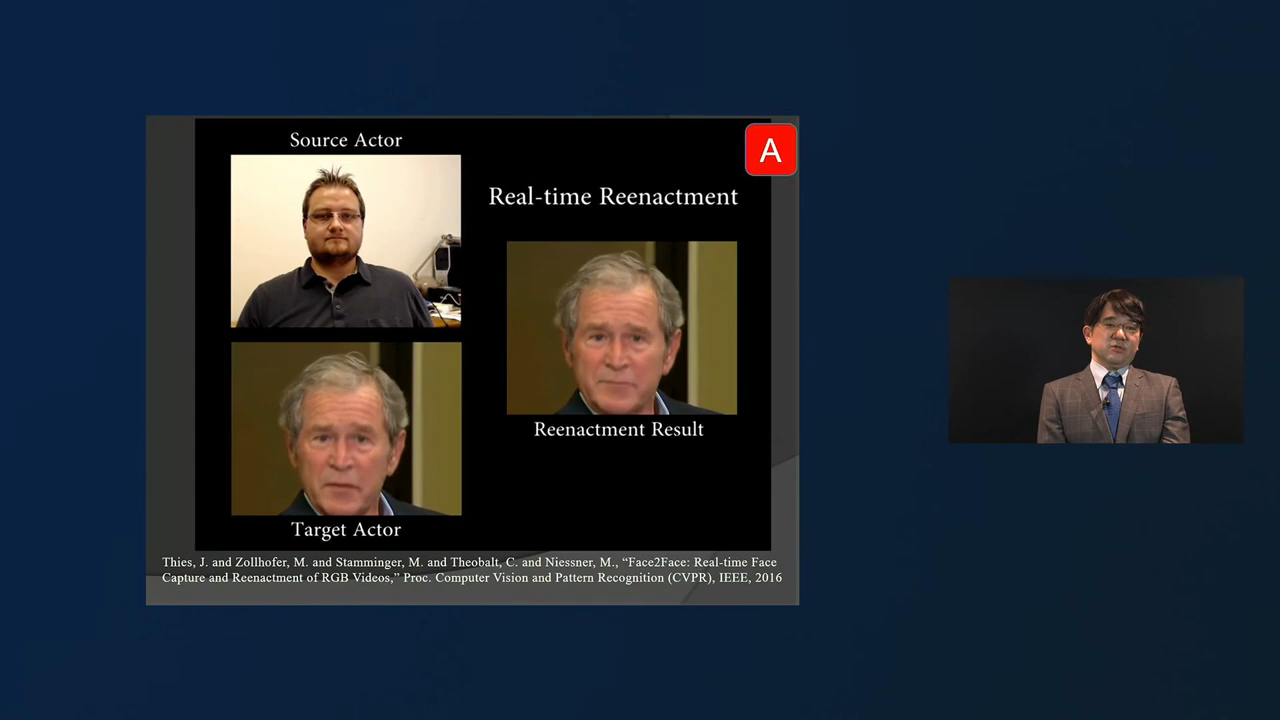 Source Actor
A
Real-time Reenactment
Reenactment Result
Target Actor
Thies, J. and Zollhofer, M. and Stamminger, M. and Theobalt, C. and Niessner, M., “Face2Face: Real-time Face
Capture and Reenactment of RGB Videos,” Proc. Computer Vision and Pattern Recognition (CVPR), IEEE, 2016